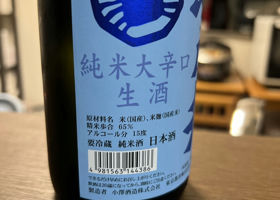 純米大辛口
生酒
原材料名 米(国産)、米麹(国産米)
精米歩合 65%
アルコール分 15度
要冷蔵 純米酒 日本酒
4 981563 144386
製造者 小澤酒造株式会社